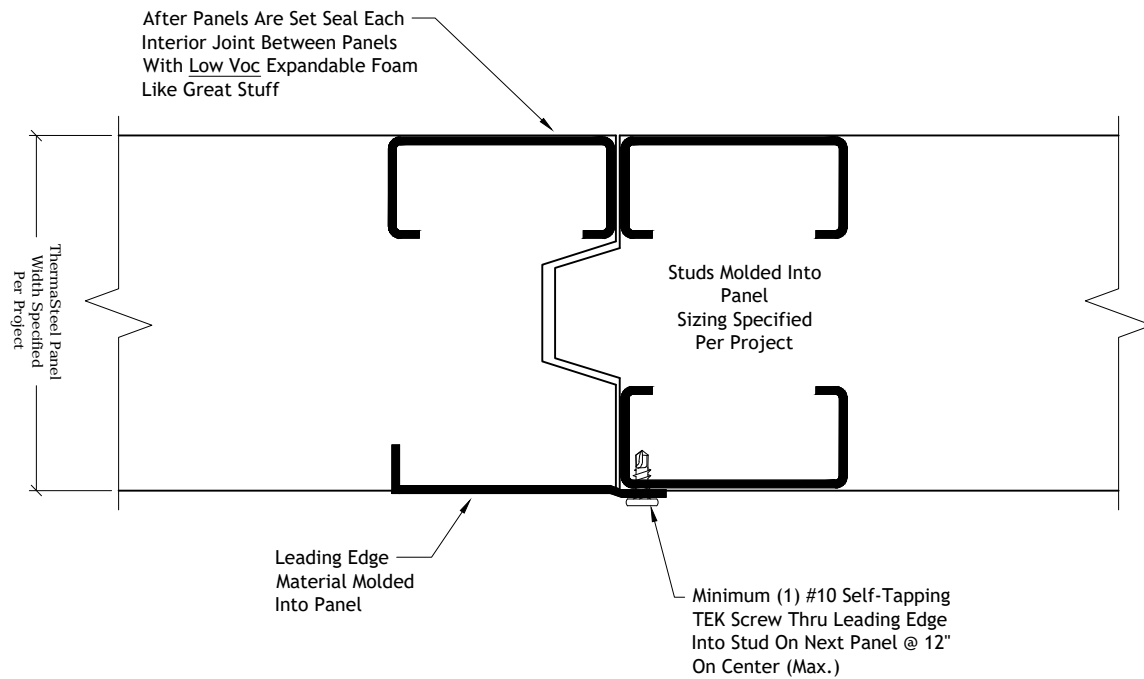 After Panels Are Set Seal Each
Interior Joint Between Panels
With Low Voc Expandable Foam
Like Great Stuff
ThermaSteel Panel
Width Specified
Per Project
Studs Molded Into
Panel
Sizing Specified
Per Project
Leading Edge
Material Molded
Into Panel
Minimum (1) #10 Self-Tapping
TEK Screw Thru Leading Edge
Into Stud On Next Panel @ 12"
On Center (Max.)